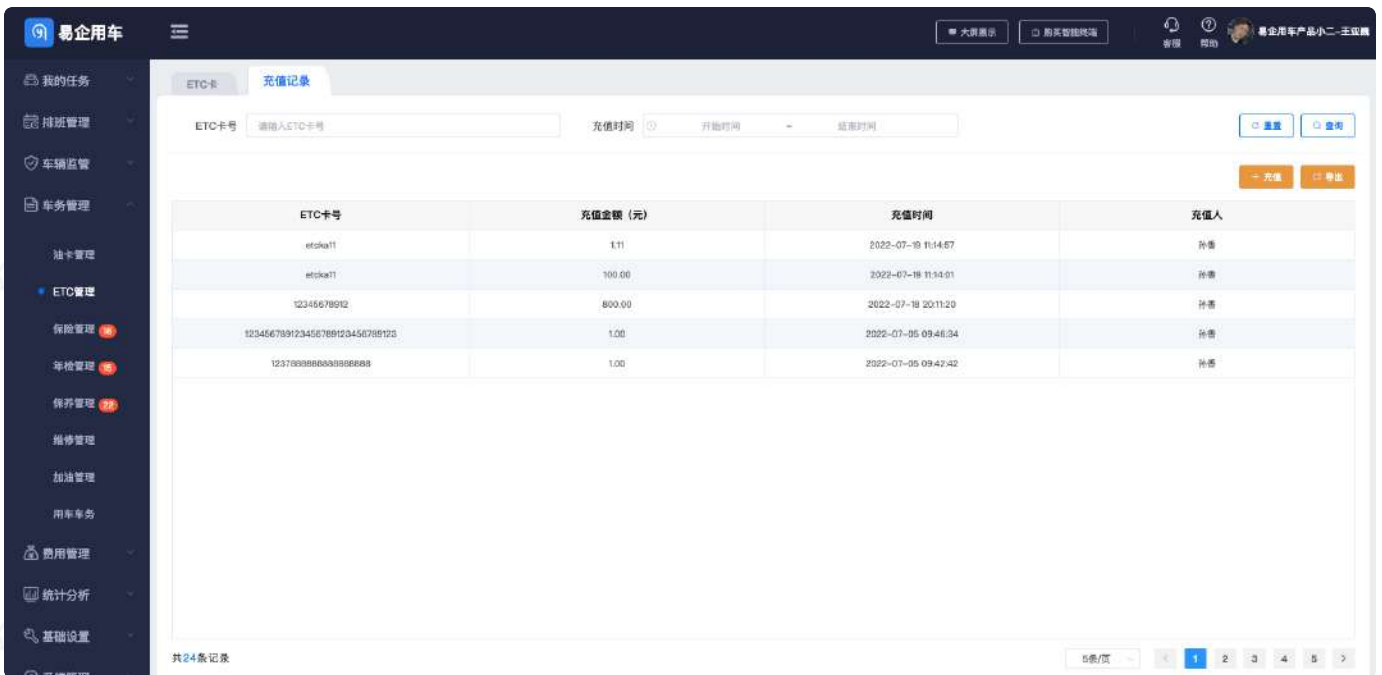 易企用车
大屏展示
购买智能终端
客服
帮助
易企用车产品小二-王亚巍
我的任务
排班管理
车辆监管
车务管理
油卡管理
ETC管理
保险管理 16
年检管理 15
保养管理 22
维修管理
加油管理
用车车务
费用管理
统计分析
基础设置
ETC卡
充值记录
ETC卡号 请输入ETC卡号
充值时间 开始时间 - 结束时间
重置
查询
充值
导出
ETC卡号 充值金额（元） 充值时间 充值人
etcka11 1.11 2022-07-19 11:14:57 孙香
etcka11 100.00 2022-07-19 11:14:01 孙香
12345678912 800.00 2022-07-18 20:11:20 孙香
1.00 2022-07-05 09:46:34 孙香
1.00 2022-07-05 09:42:42 孙香
共24条记录
5条/页
1 2 3 4 5